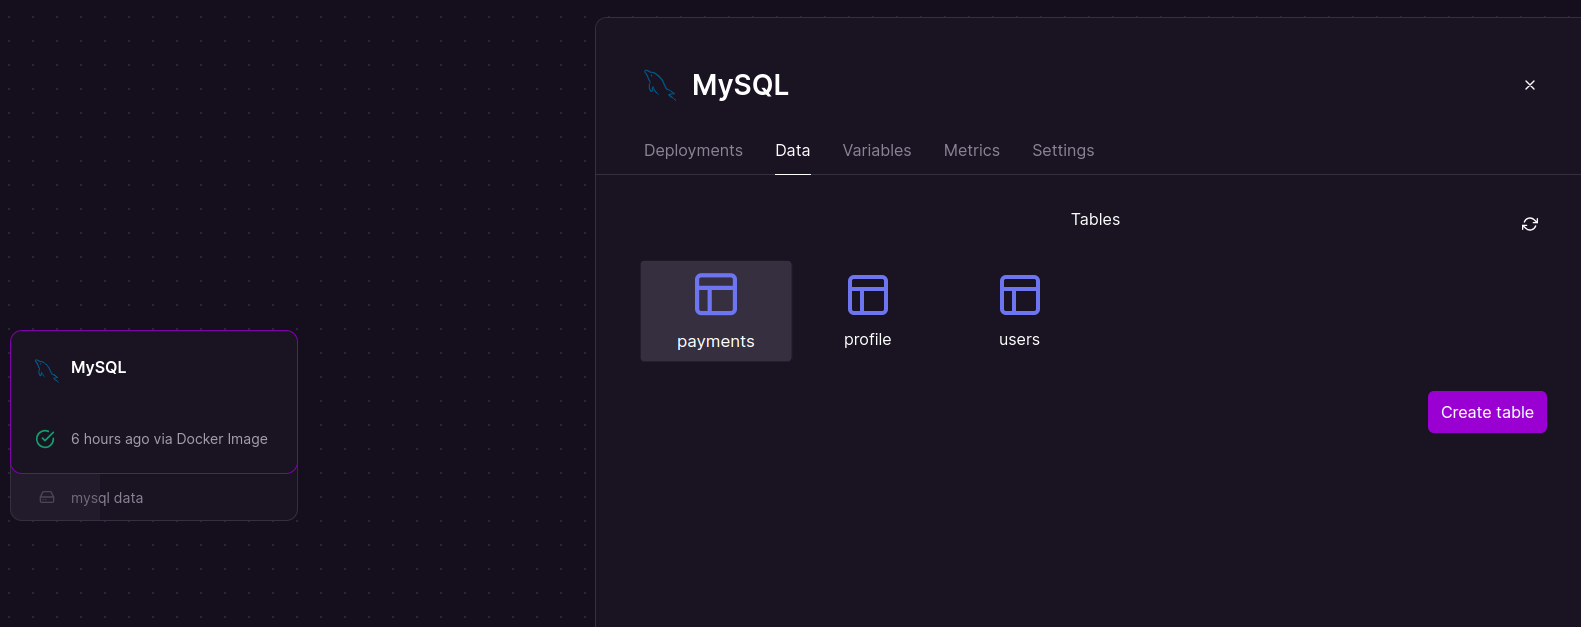 MySQL
6 hours ago via Docker Image
mysql data
MySQL
Deployments Data Variables Metrics Settings
Tables
payments profile users
Create table